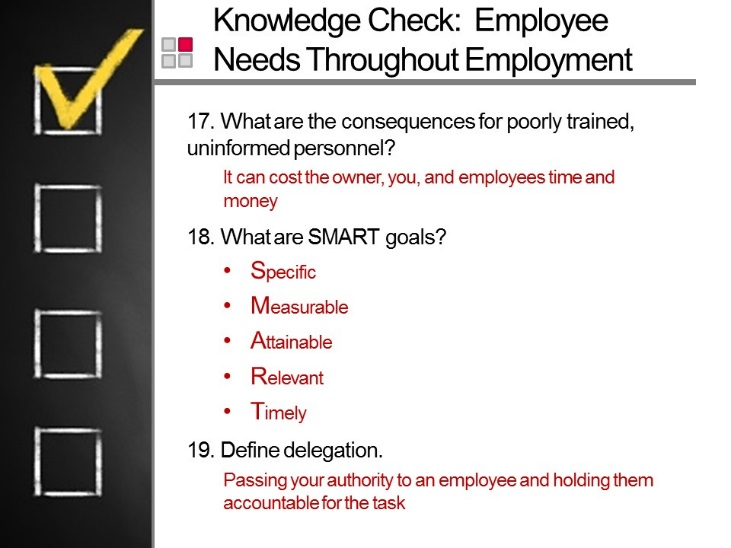 Knowledge Check: Employee
Needs Throughout Employment
17. What are the consequences for poorly trained,
uninformed personnel?
It can cost the owner, you, and employees time and
money
18. What are SMART goals?
• Specific
• Measurable
• Attainable
• Relevant
• Timely
19. Define delegation.
Passing your authority to an employee and holding them
accountable for the task